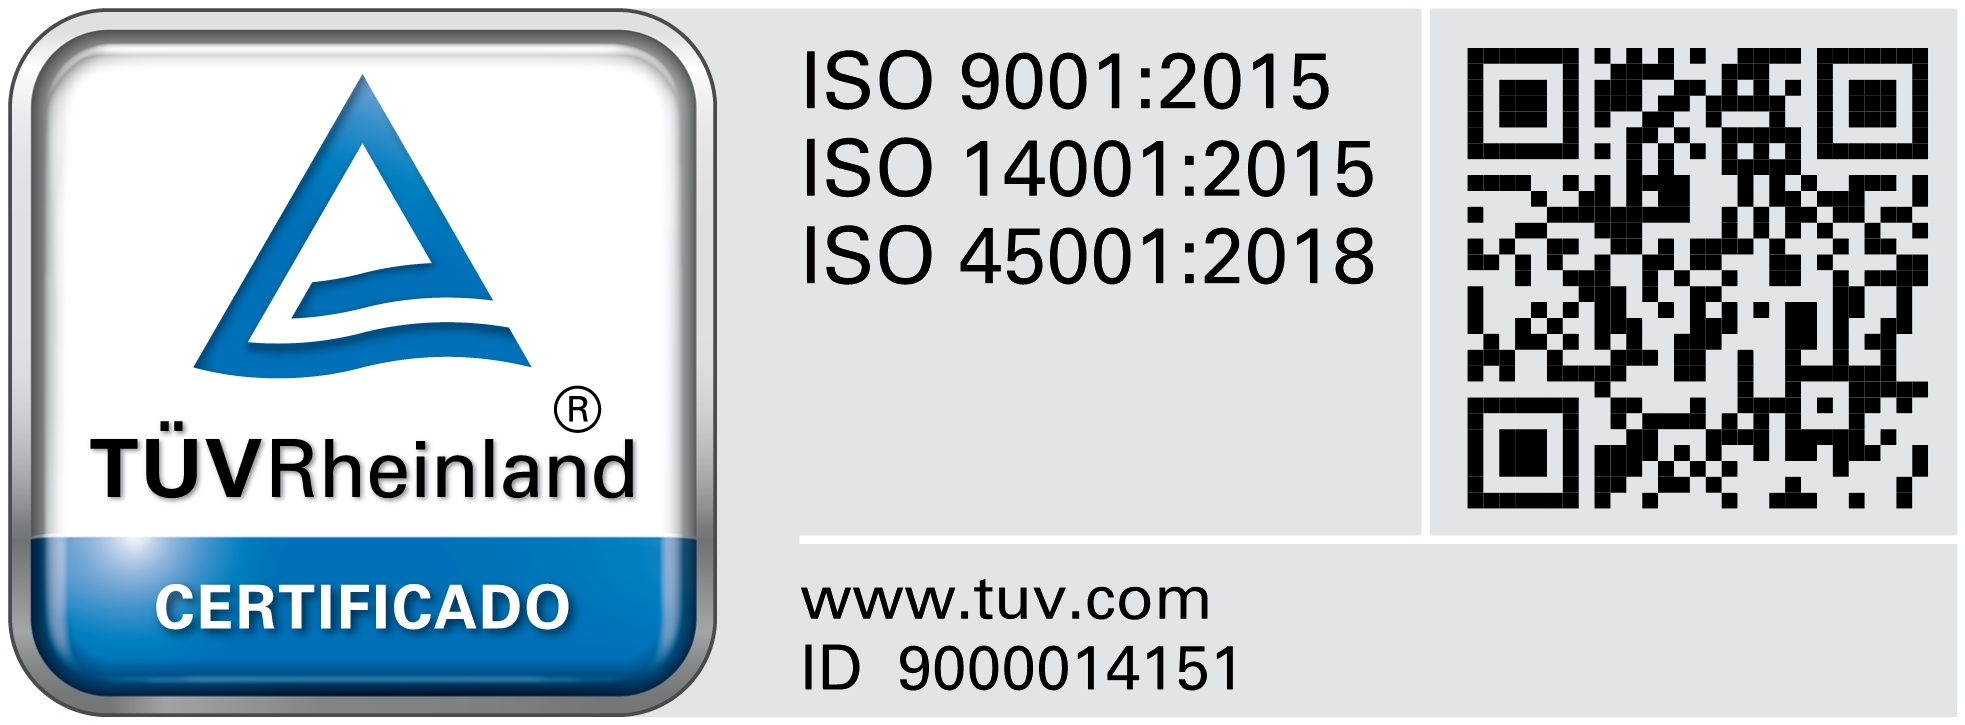 ®
TÜVRheinland
CERTIFICADO
ISO 9001:2015
ISO 14001:2015
ISO 45001:2018
www.tuv.com
ID 9000014151